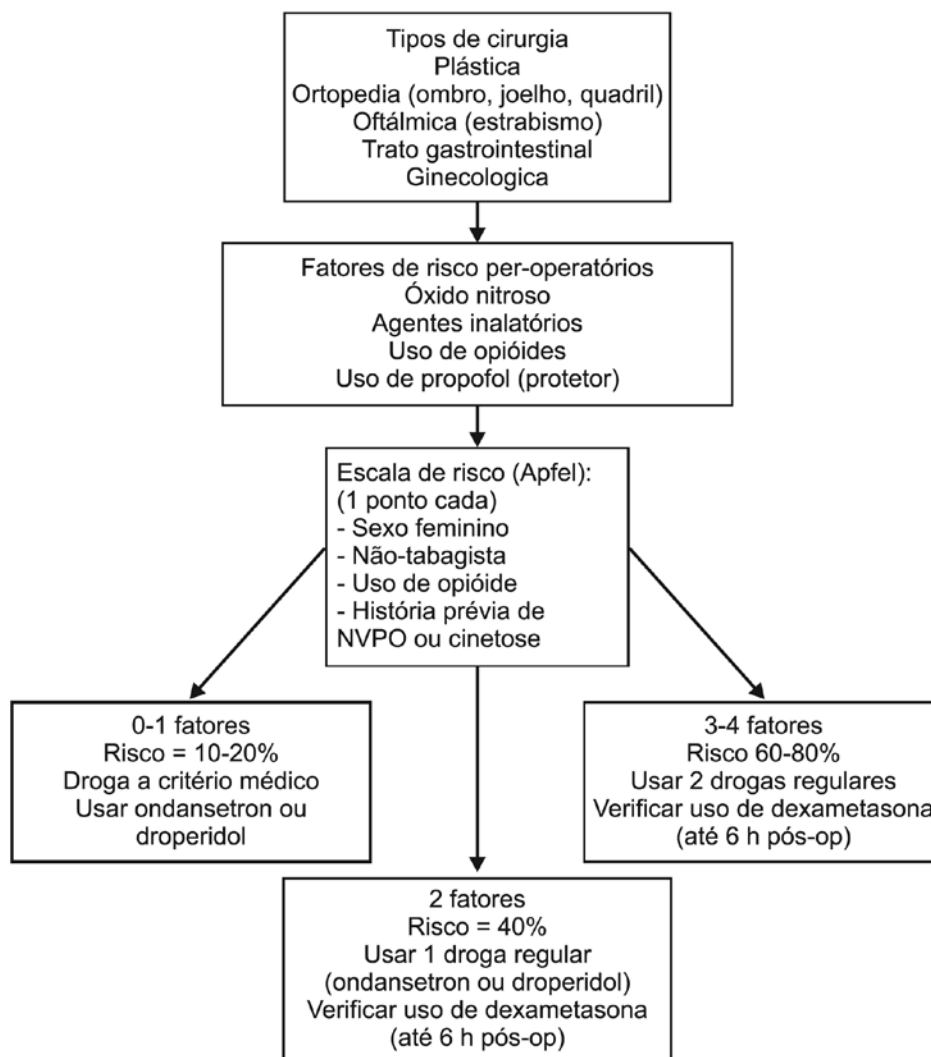 Tipos de cirurgia
Plástica
Ortopedia (ombro, joelho, quadril)
Oftálmica (estrabismo)
Trato gastrointestinal
Ginecologica
Fatores de risco per-operatórios
Óxido nitroso
Agentes inalatórios
Uso de opióides
Uso de propofol (protetor)
Escala de risco (Apfel):
(1 ponto cada)
- Sexo feminino
- Não-tabagista
- Uso de opióide
- História prévia de
NVPO ou cinetose
0-1 fatores
Risco = 10-20%
Droga a critério médico
Usar ondansetron ou
droperidol
3-4 fatores
Risco 60-80%
Usar 2 drogas regulares
Verificar uso de dexametasona
(até 6 h pós-op)
2 fatores
Risco = 40%
Usar 1 droga regular
(ondansetron ou droperidol)
Verificar uso de dexametasona
(até 6 h pós-op)